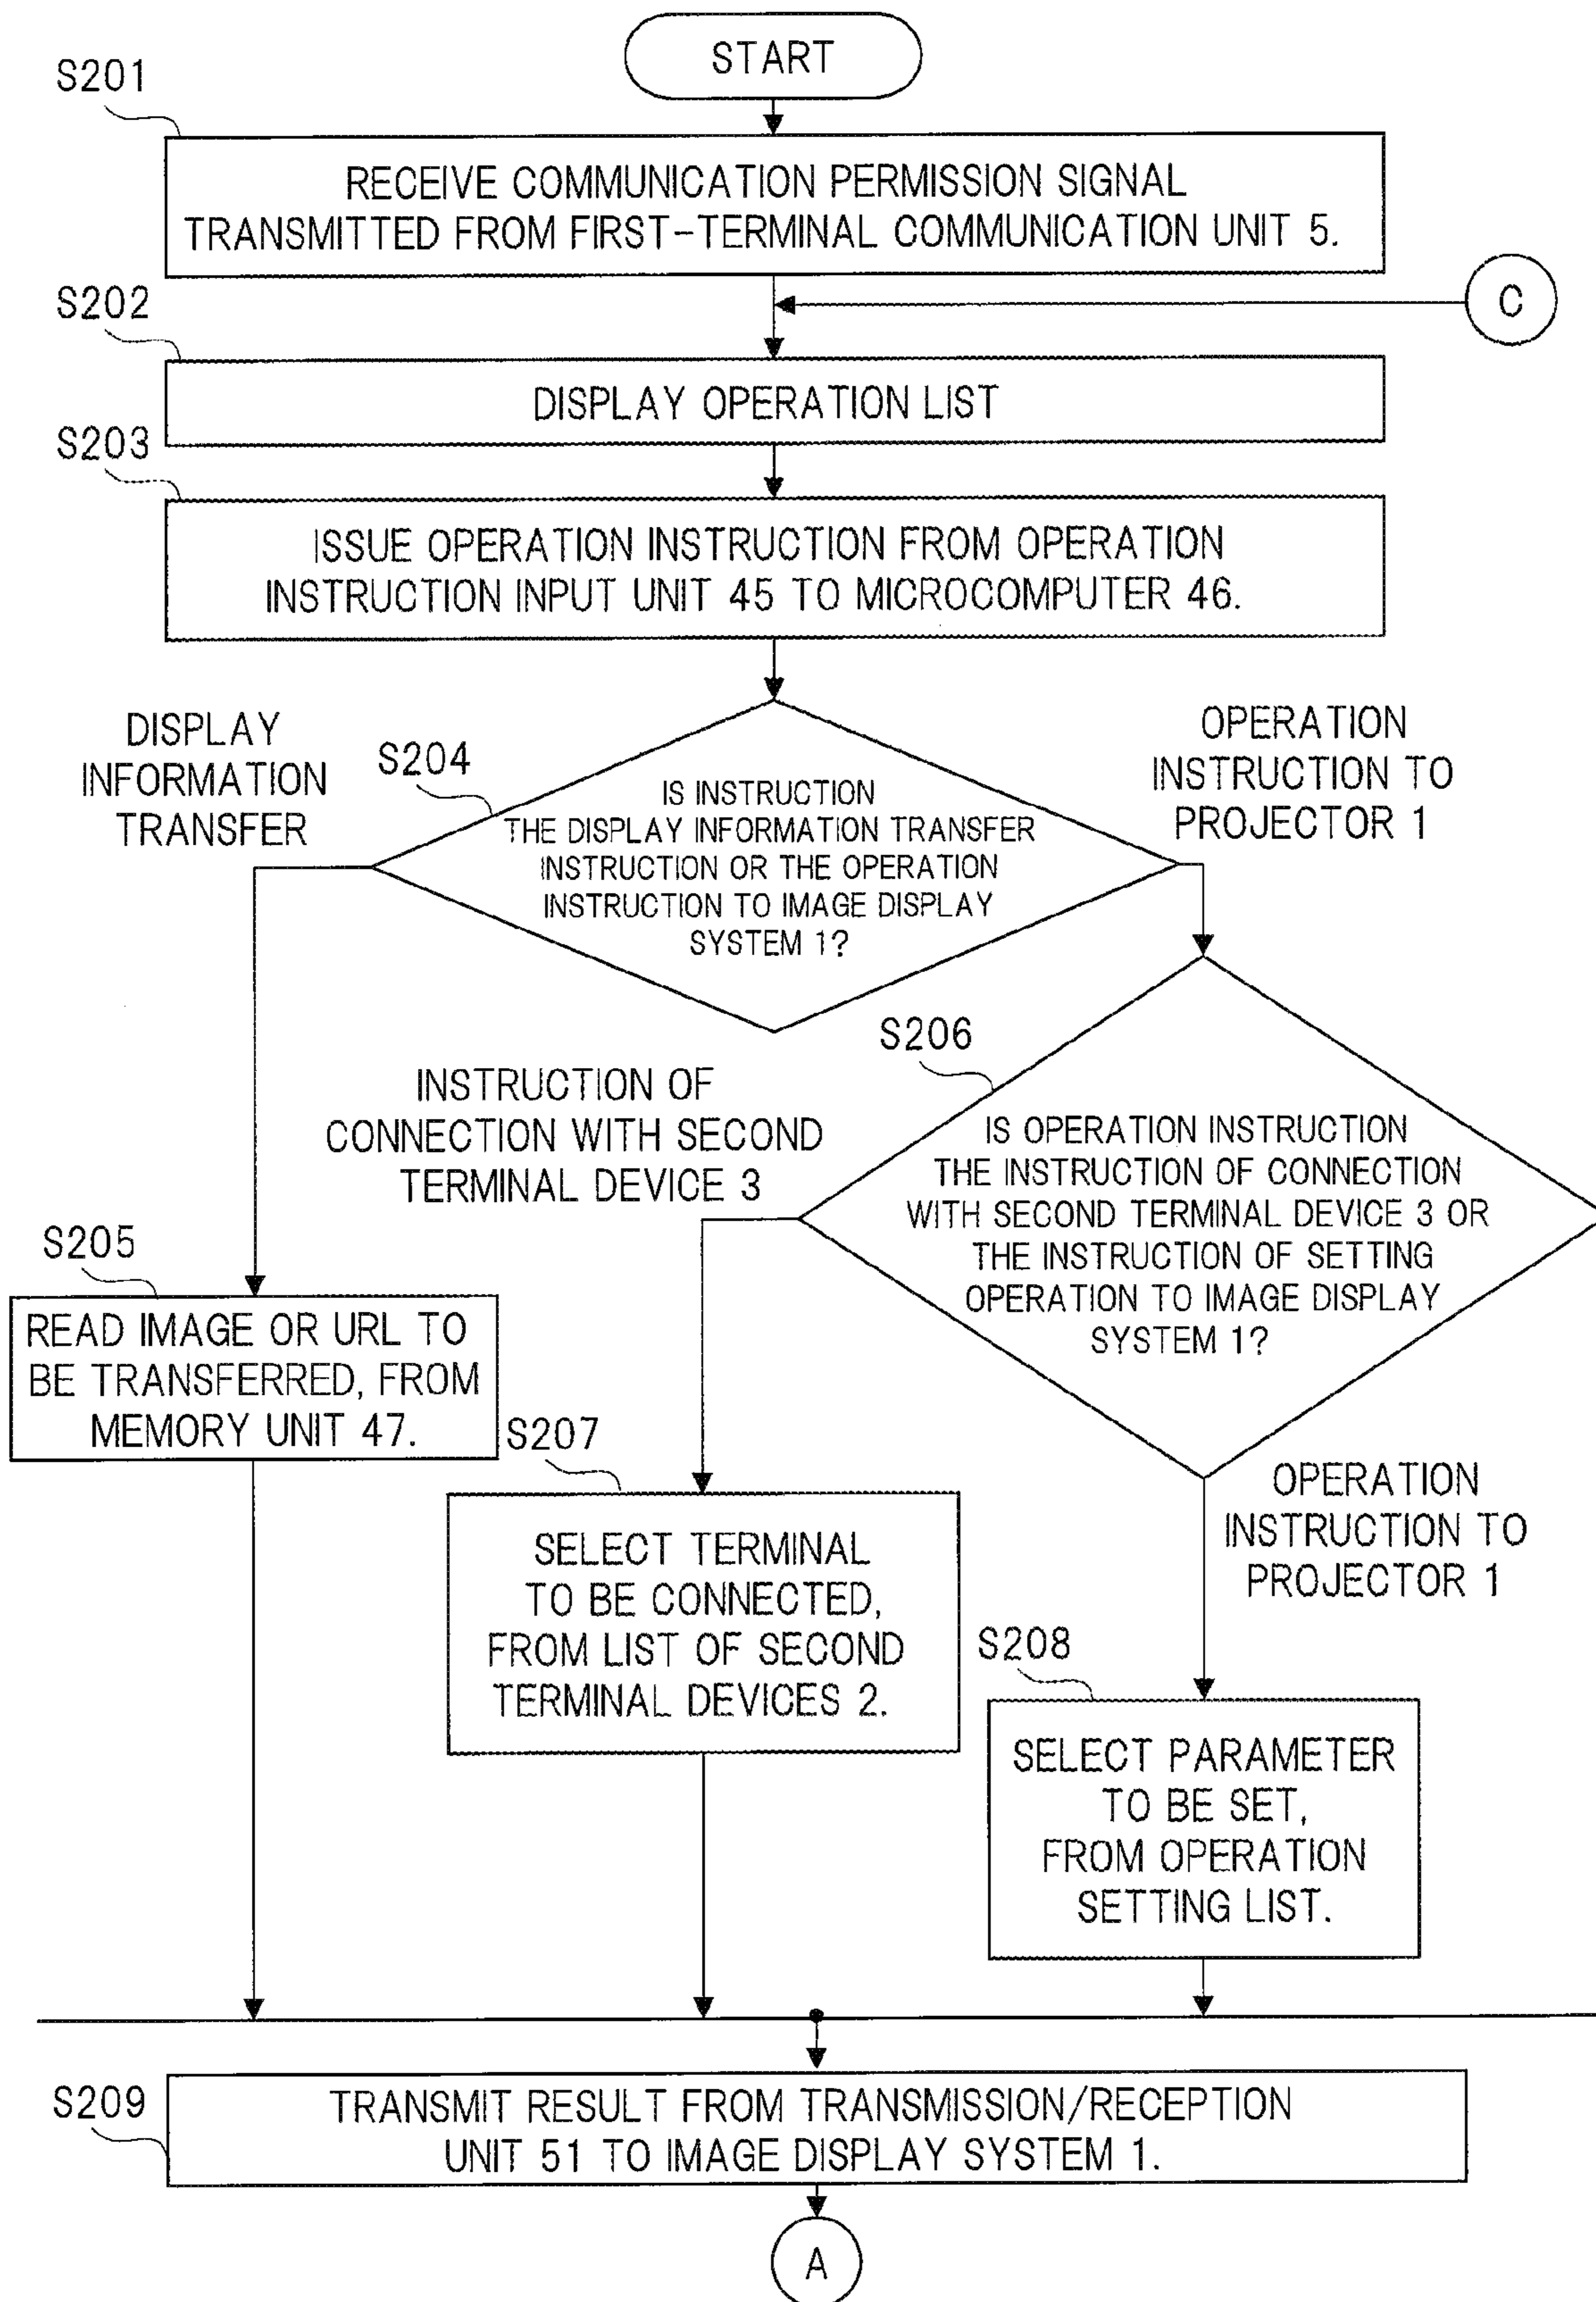 START
S201
RECEIVE COMMUNICATION PERMISSION SIGNAL
TRANSMITTED FROM FIRST-TERMINAL COMMUNICATION UNIT 5.
C
S202
DISPLAY OPERATION LIST
S203
ISSUE OPERATION INSTRUCTION FROM OPERATION
INSTRUCTION INPUT UNIT 45 TO MICROCOMPUTER 46.
DISPLAY
INFORMATION
TRANSFER
S204
IS INSTRUCTION
THE DISPLAY INFORMATION TRANSFER
INSTRUCTION OR THE OPERATION
INSTRUCTION TO IMAGE DISPLAY
SYSTEM 1?
OPERATION
INSTRUCTION TO
PROJECTOR 1
S206
INSTRUCTION OF
CONNECTION WITH SECOND
TERMINAL DEVICE 3
IS OPERATION INSTRUCTION
THE INSTRUCTION OF CONNECTION
WITH SECOND TERMINAL DEVICE 3 OR
THE INSTRUCTION OF SETTING
OPERATION TO IMAGE DISPLAY
SYSTEM 1?
S205
READ IMAGE OR URL TO
BE TRANSFERRED, FROM
MEMORY UNIT 47.
S207
SELECT TERMINAL
TO BE CONNECTED,
FROM LIST OF SECOND
TERMINAL DEVICES 2.
OPERATION
INSTRUCTION TO
PROJECTOR 1
S208
SELECT PARAMETER
TO BE SET,
FROM OPERATION
SETTING LIST.
S209
TRANSMIT RESULT FROM TRANSMISSION/RECEPTION
UNIT 51 TO IMAGE DISPLAY SYSTEM 1.
A